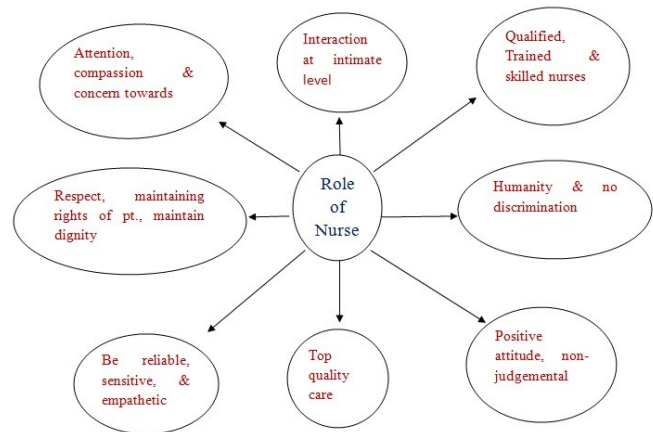 Attention,
compassion &
concern towards
Interaction
at intimate
level
Qualified,
Trained &
skilled nurses
Respect, maintaining
rights of pt., maintain
dignity
Role
of
Nurse
Humanity & no
discrimination
Be reliable,
sensitive, &
empathetic
Top
quality
care
Positive
attitude, non-
judgemental